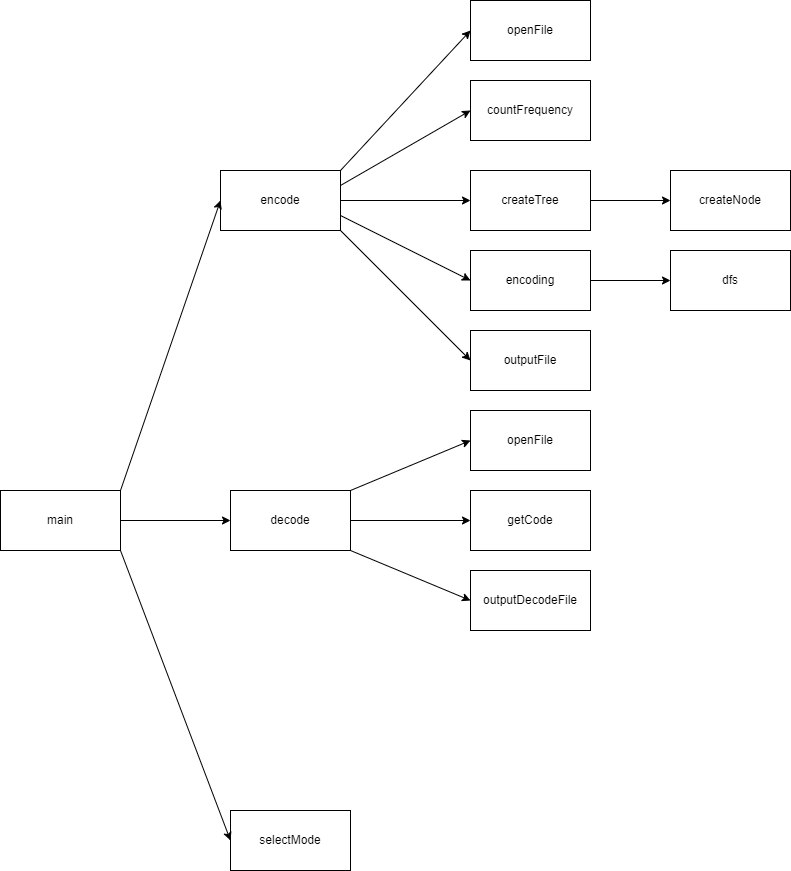 openFile
countFrequency
encode
createTree
createNode
encoding
dfs
outputFile
openFile
main
decode
getCode
outputDecodeFile
selectMode